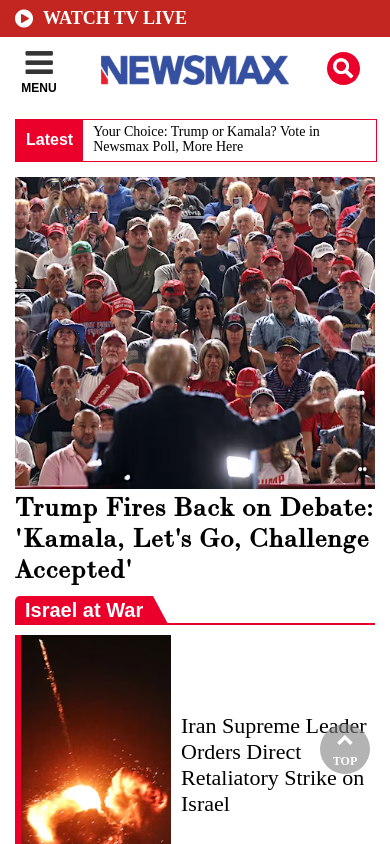 WATCH TV LIVE
MENU
NEWSMAX
Latest
Your Choice: Trump or Kamala? Vote in
Newsmax Poll, More Here
Trump Fires Back on Debate:
'Kamala, Let's Go, Challenge
Accepted'
Israel at War
Iran Supreme Leader
Orders Direct
Retaliatory Strike on
Israel
TOP